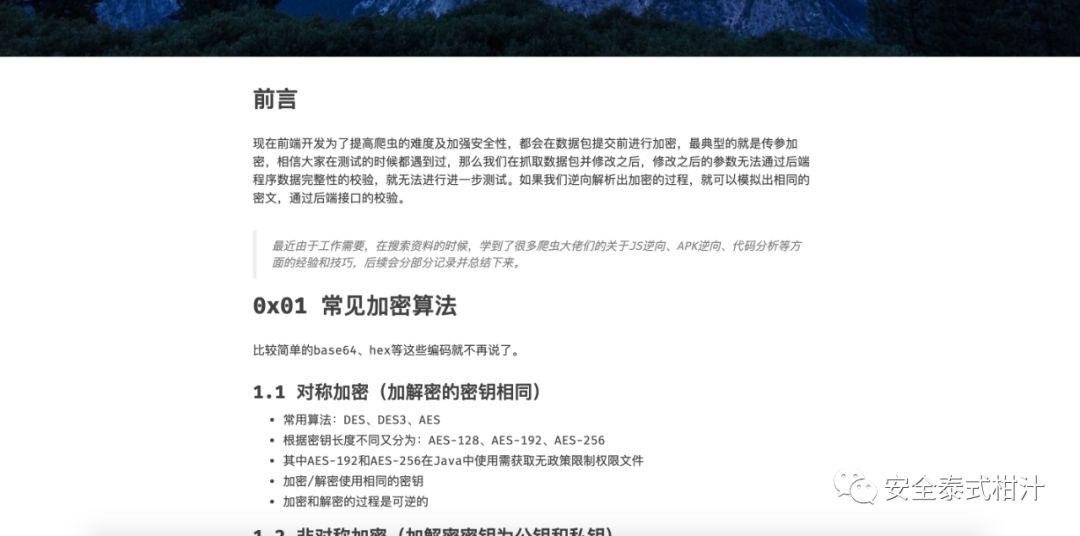 前言
现在前端开发为了提高爬虫的难度及加强安全性，都会在数据包提交前进行加密，最典型的就是传参加
密，相信大家在测试的时候都遇到过，那么我们在抓取数据包并修改之后，修改之后的参数无法通过后端
程序数据完整性的校验，就无法进行进一步测试。如果我们逆向解析出加密的过程，就可以模拟出相同的
密文，通过后端接口的校验。
最近由于工作需要，在搜索资料的时候，学到了很多爬虫大佬们的关于JS逆向、APK逆向、代码分析等方
面的经验和技巧，后续会分部分记录并总结下来。
0x01 常见加密算法
比较简单的base64、hex等这些编码就不再说了。
1.1 对称加密（加解密的密钥相同）
• 常用算法：DES、DES3、AES
• 根据密钥长度不同又分为：AES-128、AES-192、AES-256
• 其中AES-192和AES-256在Java中使用需获取无政策限制权限文件
• 加密/解密使用相同的密钥
• 加密和解密的过程是可逆的
安全泰式柑汁
1.2 非对称加密（加解密密钥为公钥和私钥）